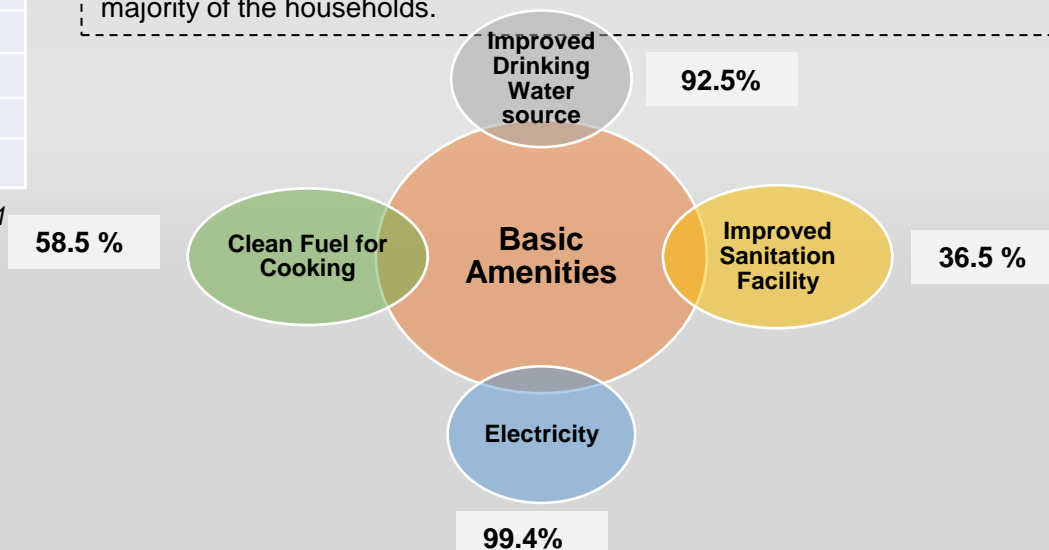 majority of the households.
Improved
Drinking
Water
source
92.5%
1
58.5 %
Clean Fuel for
Cooking
Basic
Amenities
Improved
Sanitation
Facility
36.5 %
Electricity
99.4%